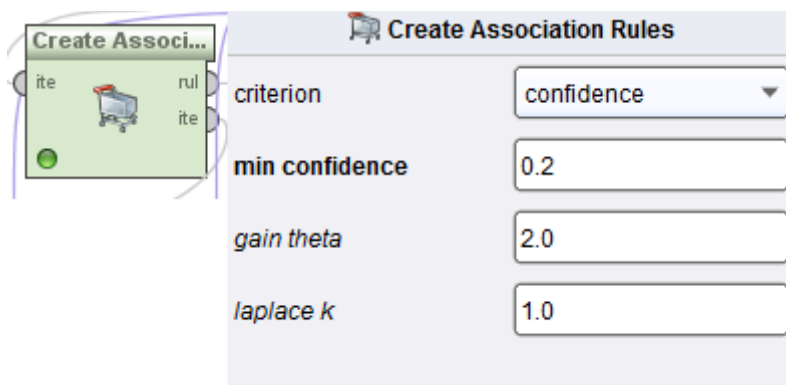 Create Associ...
ite rul
ite
Create Association Rules
criterion confidence
min confidence 0.2
gain theta 2.0
laplace k 1.0